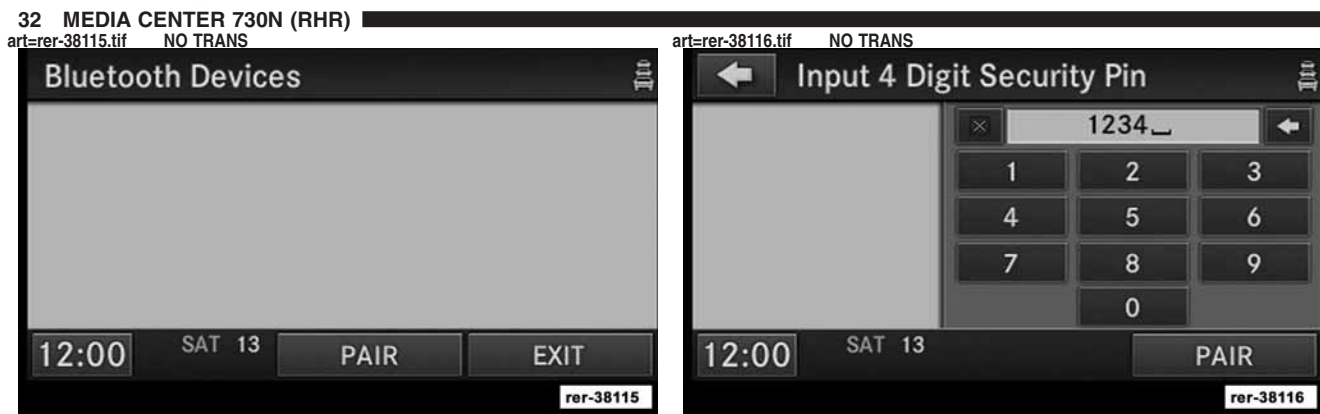 32 MEDIA CENTER 730N (RHR)
art=rer-38115.tif NO TRANS
Bluetooth Devices
12:00 SAT 13 PAIR EXIT
rer-38115
art=rer-38116.tif NO TRANS
Input 4 Digit Security Pin
1234_
1 2 3
4 5 6
7 8 9
0
12:00 SAT 13 PAIR
rer-38116